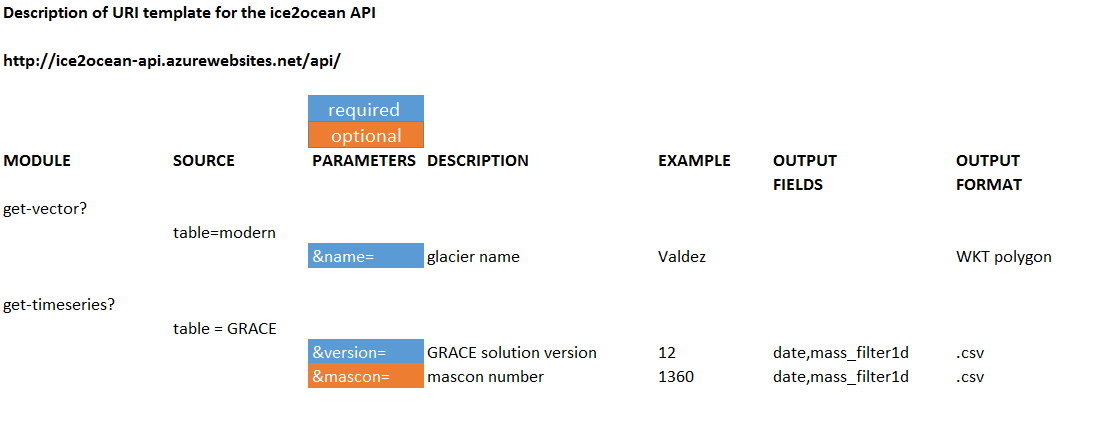 Description of URI template for the ice2ocean API
http://ice2ocean-api.azurewebsites.net/api/
required
optional
MODULE SOURCE PARAMETERS DESCRIPTION EXAMPLE OUTPUT FIELDS OUTPUT FORMAT
get-vector?
table=modern
&name= glacier name Valdez WKT polygon
get-timeseries?
table = GRACE
&version= GRACE solution version 12 date,mass_filter1d .csv
&mascon= mascon number 1360 date,mass_filter1d .csv